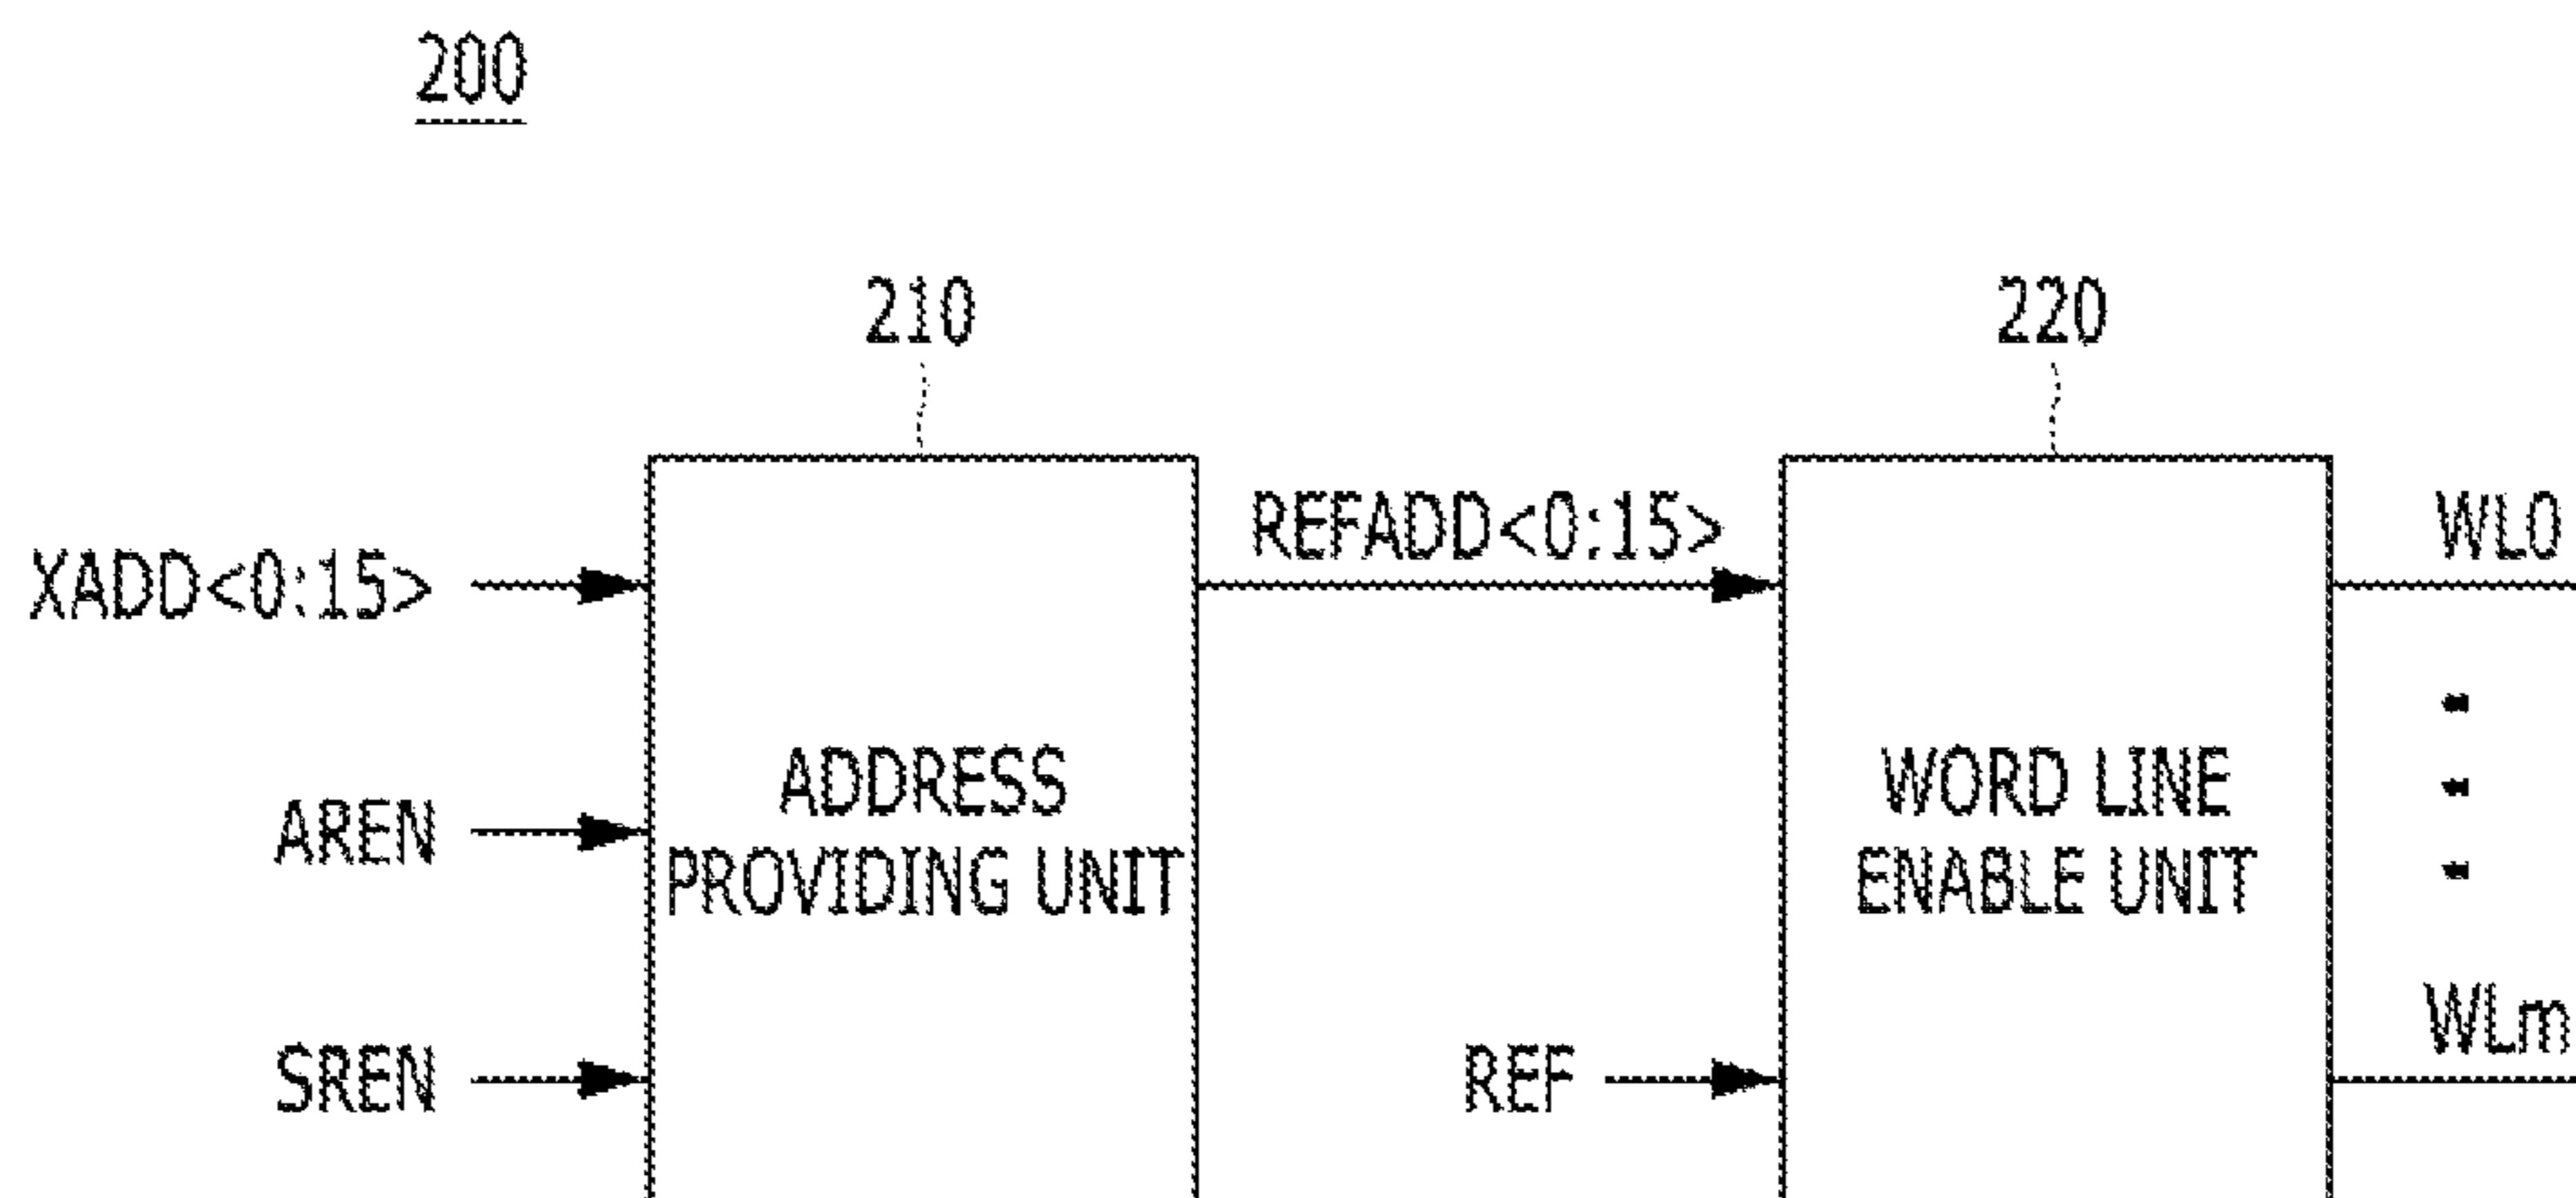 200
210
220
XADD<0:15>
REFADD<0:15>
WL0
ADDRESS
PROVIDING UNIT
WORD LINE
ENABLE UNIT
AREN
SREN
REF
WLm